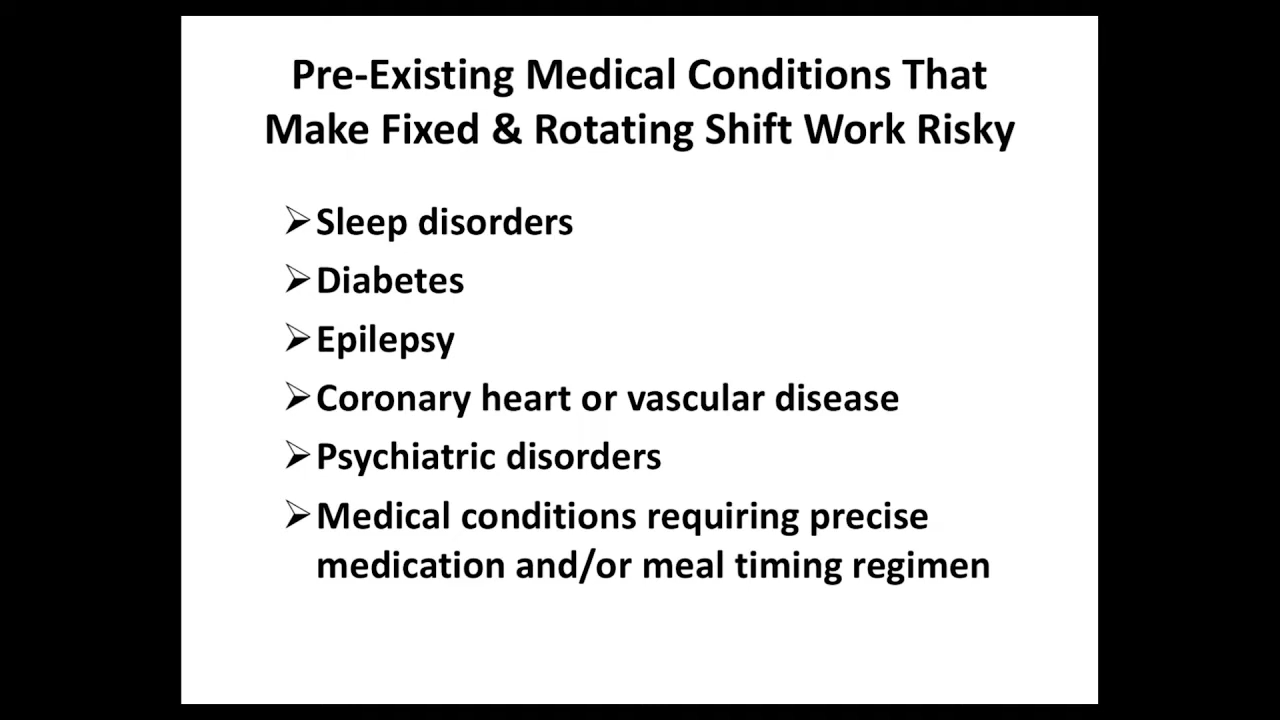 Pre-Existing Medical Conditions That
Make Fixed & Rotating Shift Work Risky
➢Sleep disorders
➢Diabetes
➢Epilepsy
➢Coronary heart or vascular disease
➢Psychiatric disorders
➢Medical conditions requiring precise
medication and/or meal timing regimen